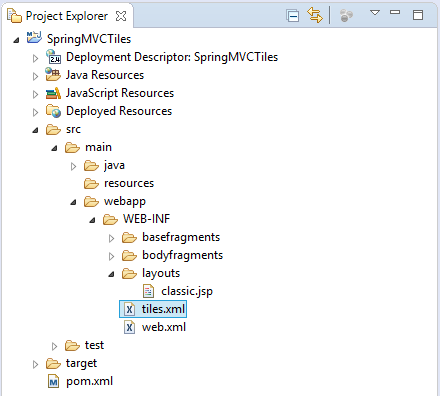 Project Explorer
SpringMVCTiles
Deployment Descriptor: SpringMVCTiles
Java Resources
JavaScript Resources
Deployed Resources
src
main
java
resources
webapp
WEB-INF
basefragments
bodyfragments
layouts
classic.jsp
tiles.xml
web.xml
test
target
pom.xml